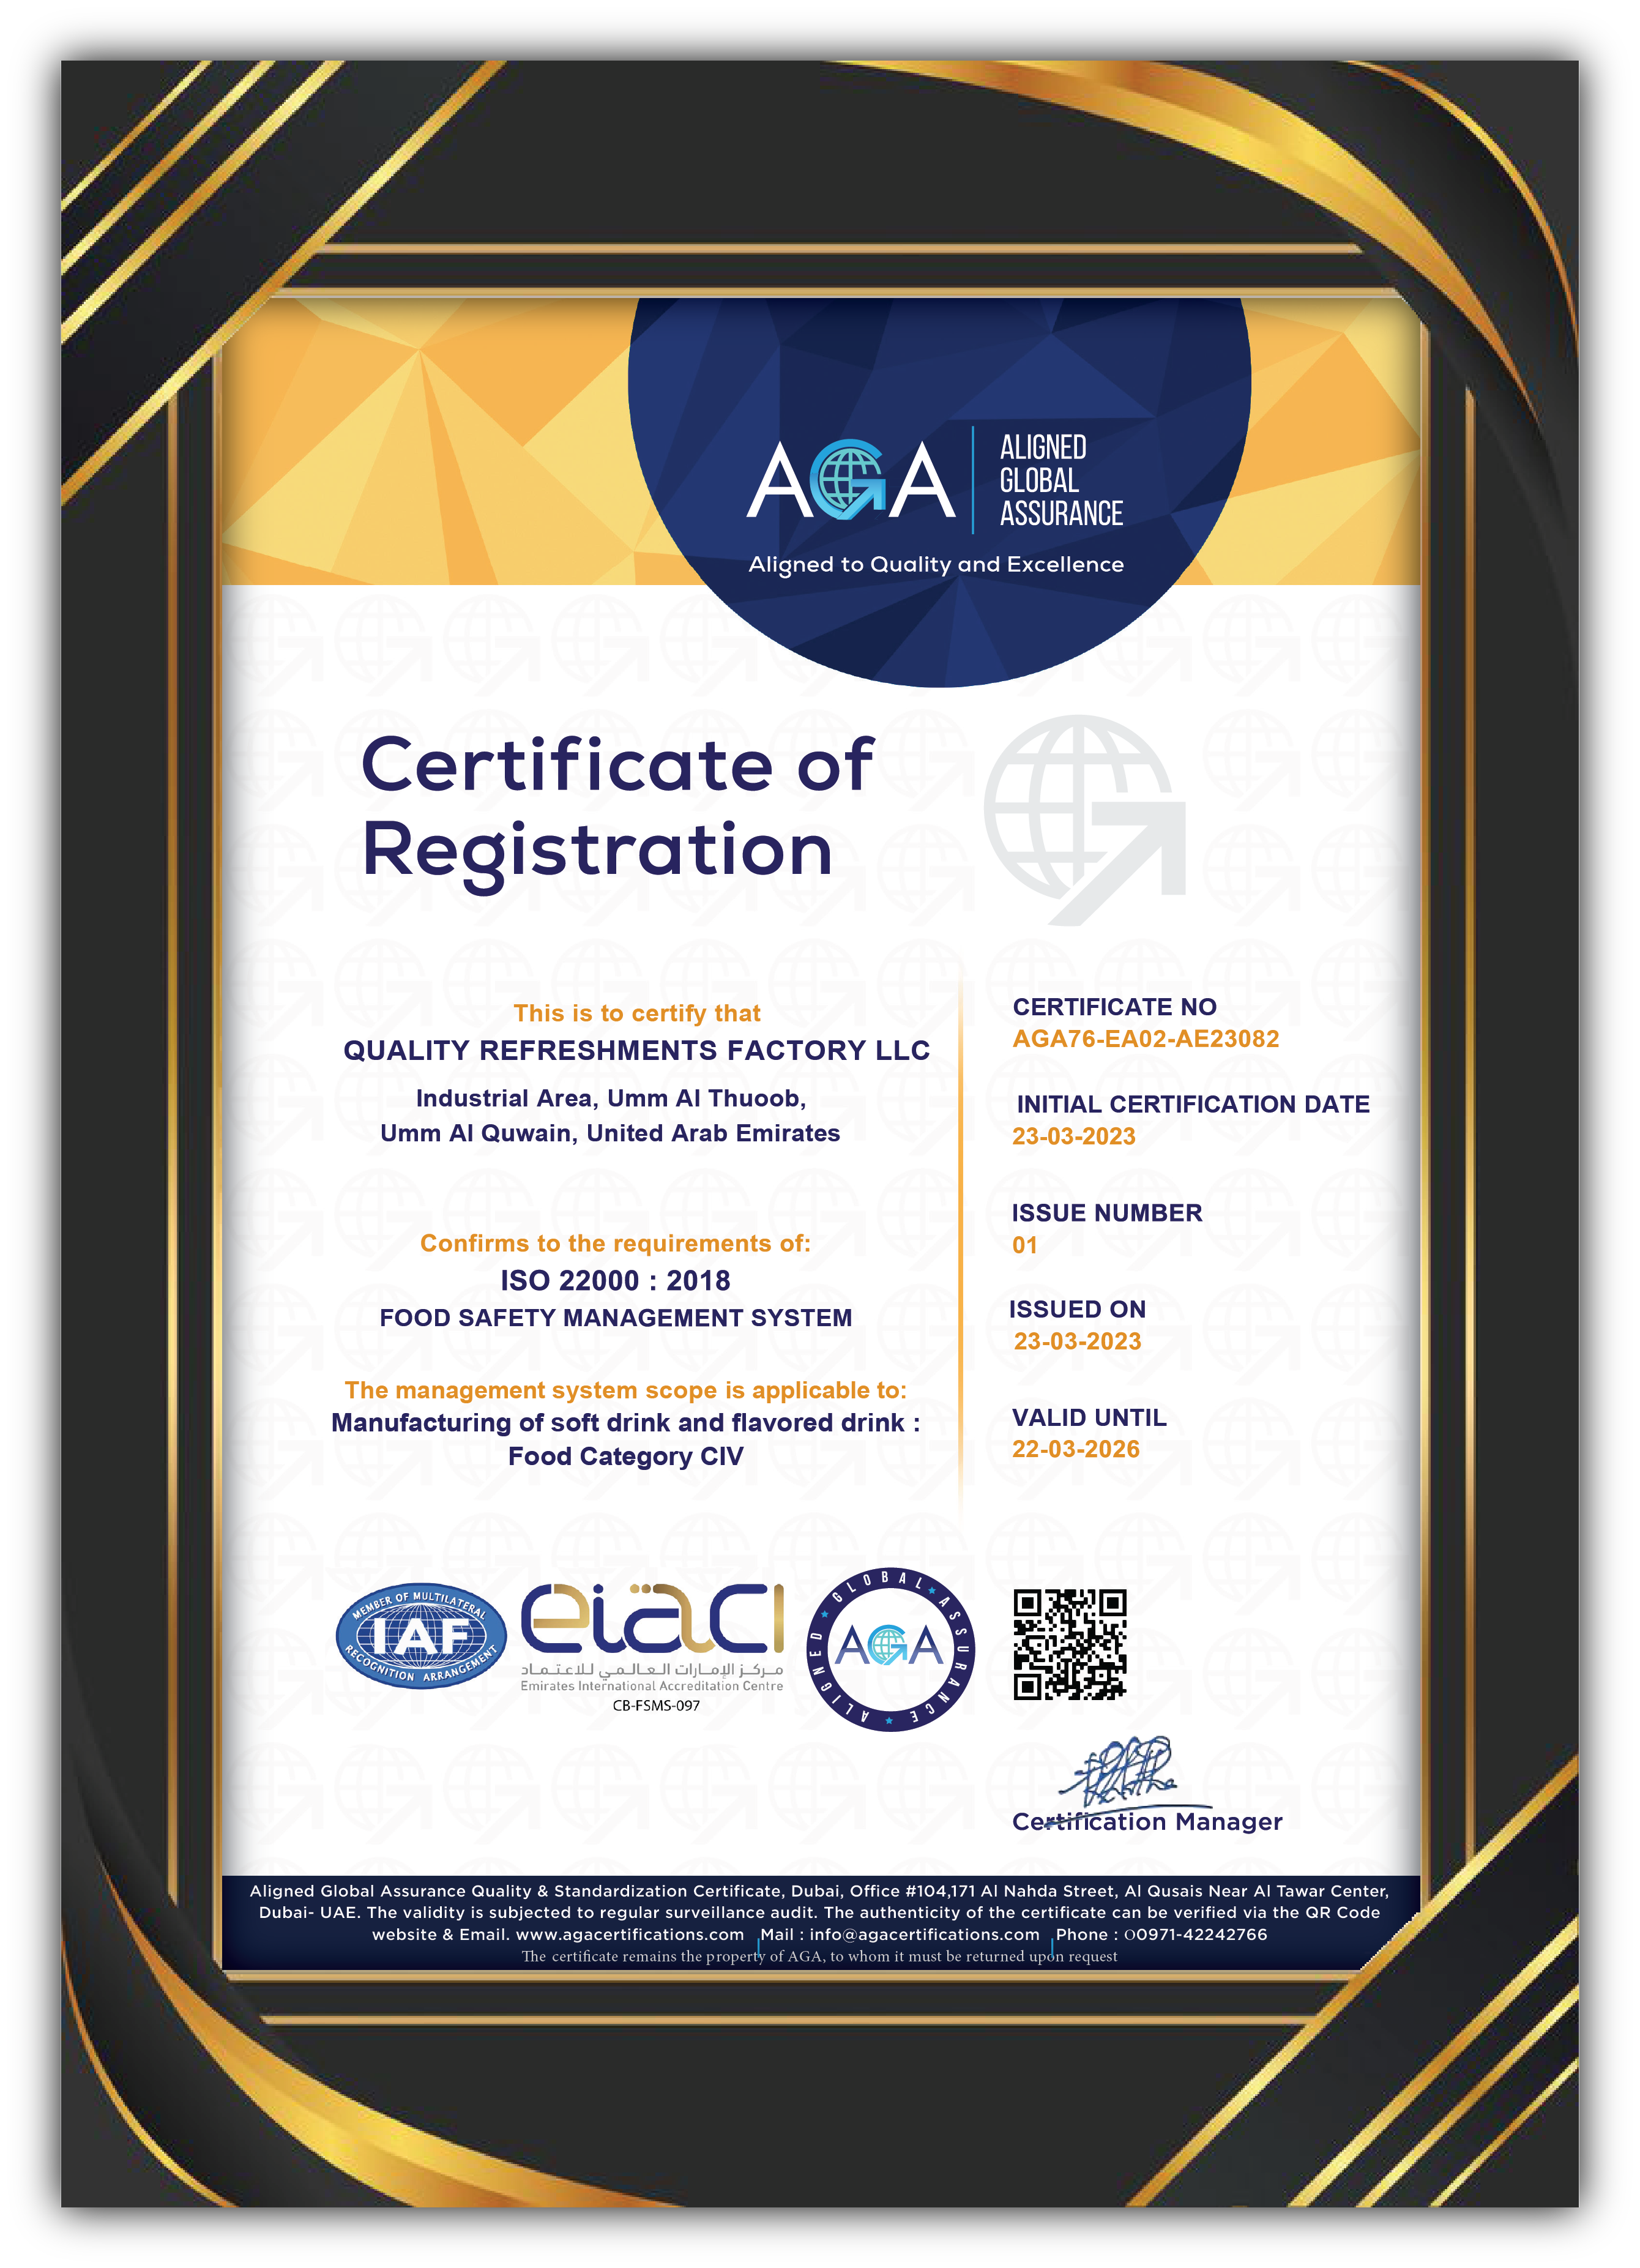 AGA
ALIGNED
GLOBAL
ASSURANCE
Aligned to Quality and Excellence
Certificate of
Registration
This is to certify that
QUALITY REFRESHMENTS FACTORY LLC
Industrial Area, Umm Al Thuoob,
Umm Al Quwain, United Arab Emirates
Confirms to the requirements of:
ISO 22000 : 2018
FOOD SAFETY MANAGEMENT SYSTEM
The management system scope is applicable to:
Manufacturing of soft drink and flavored drink :
Food Category CIV
CERTIFICATE NO
AGA76-EA02-AE23082
INITIAL CERTIFICATION DATE
23-03-2023
ISSUE NUMBER
01
ISSUED ON
23-03-2023
VALID UNTIL
22-03-2026
MEMBER OF MULTILATERAL
IAF
RECOGNITION ARRANGEMENT
eiaci
مركز الإمارات العالمي للاعتماد
Emirates International Accreditation Centre
CB-FSMS-097
ALIGNED GLOBAL ASSURANCE
AGA
Certification Manager
Aligned Global Assurance Quality & Standardization Certificate, Dubai, Office #104,171 Al Nahda Street, Al Qusais Near Al Tawar Center,
Dubai- UAE. The validity is subjected to regular surveillance audit. The authenticity of the certificate can be verified via the QR Code
website & Email. www.agacertifications.com Mail : info@agacertifications.com Phone : 00971-42242766
The certificate remains the property of AGA, to whom it must be returned upon request